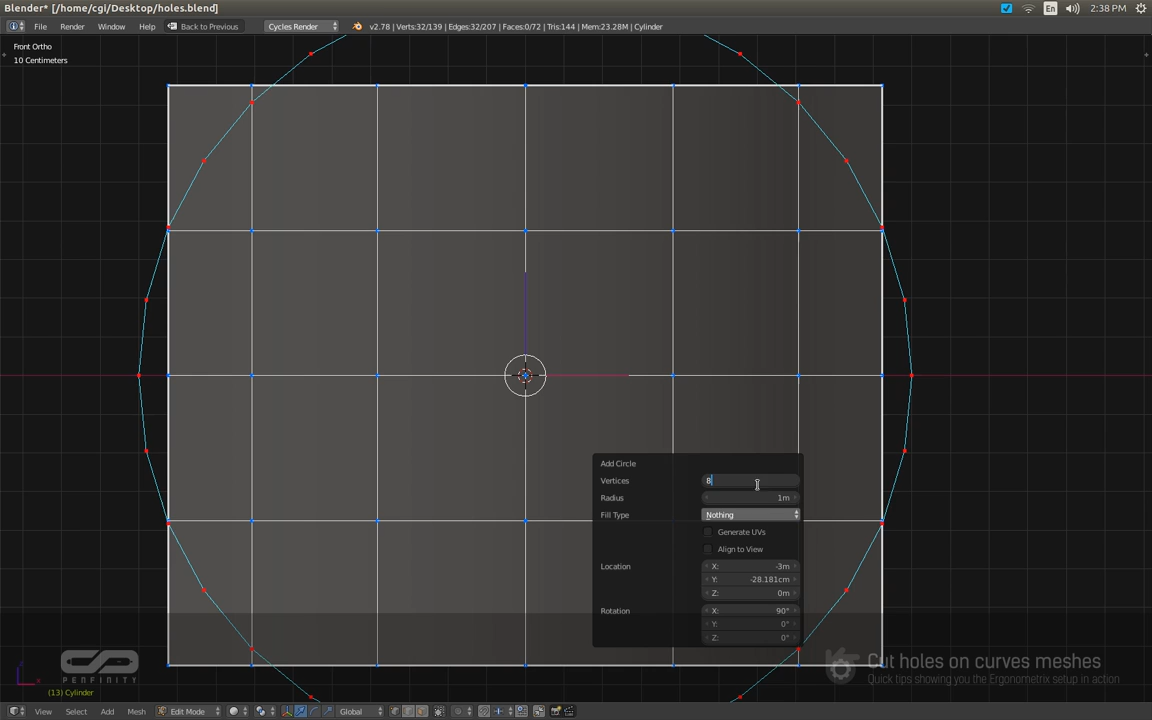 Blender* [/home/cgi/Desktop/holes.blend]
En 2:38 PM
File Render Window Help Back to Previous Cycles Render v2.78 | Verts:32/139 | Edges:32/207 | Faces:0/72 | Tris:144 | Mem:23.28M | Cylinder
Front Ortho
10 Centimeters
Add Circle
Vertices 8
Radius 1m
Fill Type Nothing
Generate UVs
Align to View
Location X: -3m
Y: -28.181cm
Z: 0m
Rotation X: 90°
Y: 0°
Z: 0°
PENFINITY
Cut holes on curves meshes
Quick tips showing you the Ergonometrix setup in action
(13) Cylinder
View Select Add Mesh Edit Mode Global